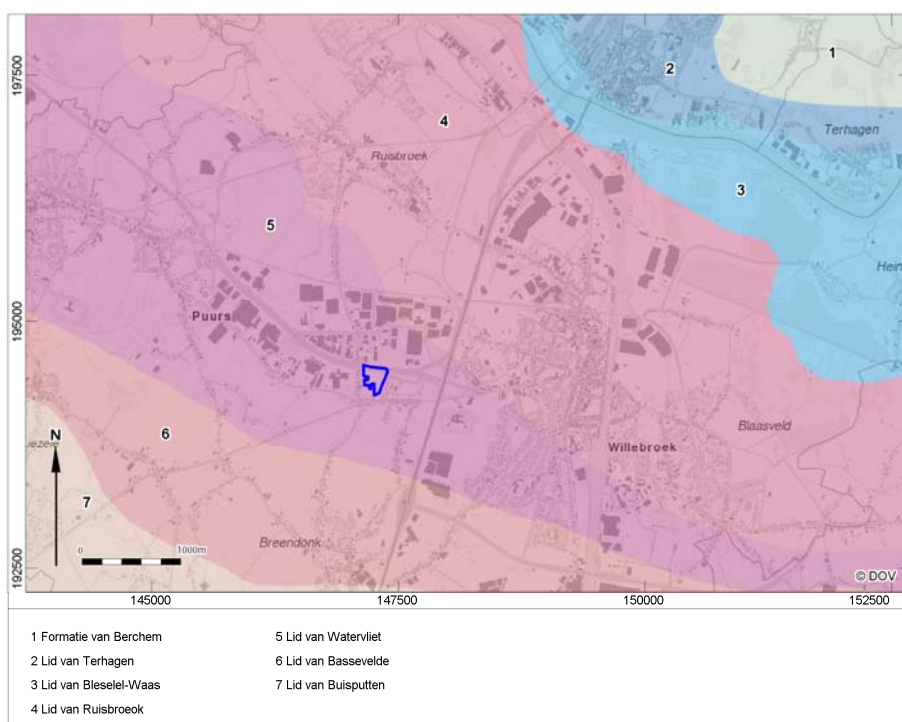 197500
1
2
Terhagen
4
Ruisbroek
3
5
Hein
195000
Puurs
Blaasveld
6
Willebroek
N
7
0 1000m
Breendonk
192500
© DOV
145000 147500 150000 152500
1 Formatie van Berchem
2 Lid van Terhagen
3 Lid van Bleselel-Waas
4 Lid van Ruisbroeok
5 Lid van Watervliet
6 Lid van Bassevelde
7 Lid van Buisputten